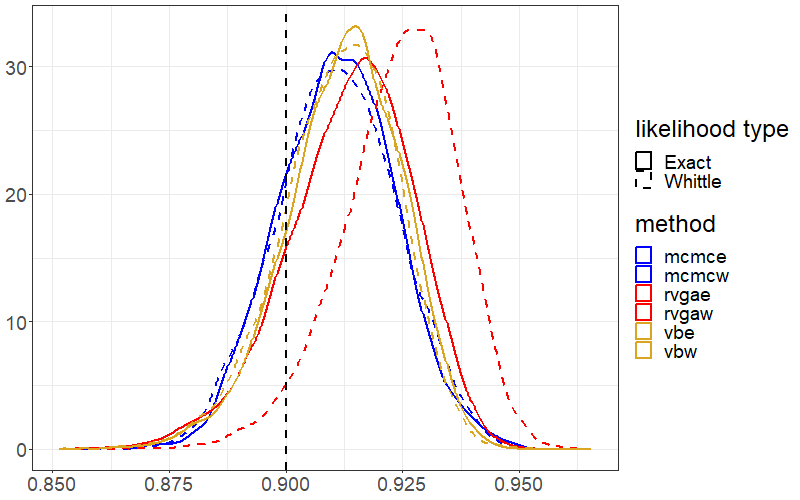 30
20
10
0
0.850 0.875 0.900 0.925 0.950
likelihood type
Exact
Whittle
method
mcmce
mcmcw
rvgae
rvgaw
vbe
vbw